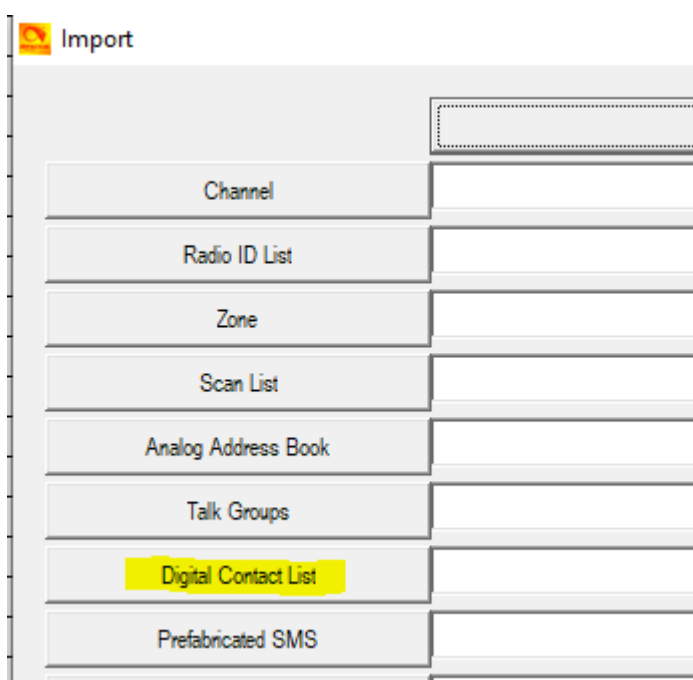 Import
Channel
Radio ID List
Zone
Scan List
Analog Address Book
Talk Groups
Digital Contact List
Prefabricated SMS